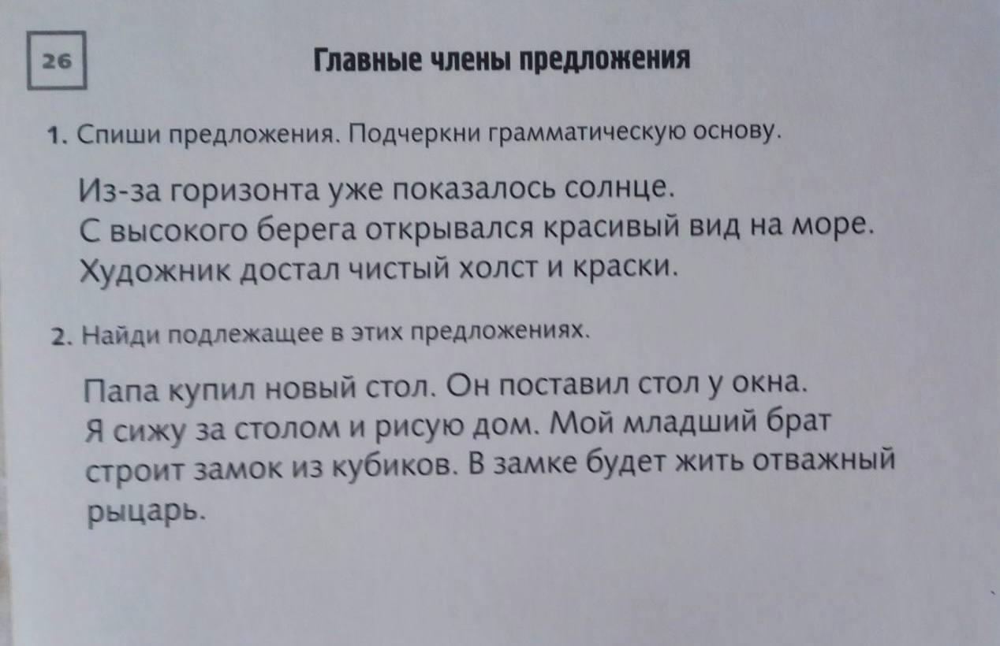 26
Главные члены предложения
1. Спиши предложения. Подчеркни грамматическую основу.
Из-за горизонта уже показалось солнце.
С высокого берега открывался красивый вид на море.
Художник достал чистый холст и краски.
2. Найди подлежащее в этих предложениях.
Папа купил новый стол. Он поставил стол у окна.
Я сижу за столом и рисую дом. Мой младший брат
строит замок из кубиков. В замке будет жить отважный
рыцарь.